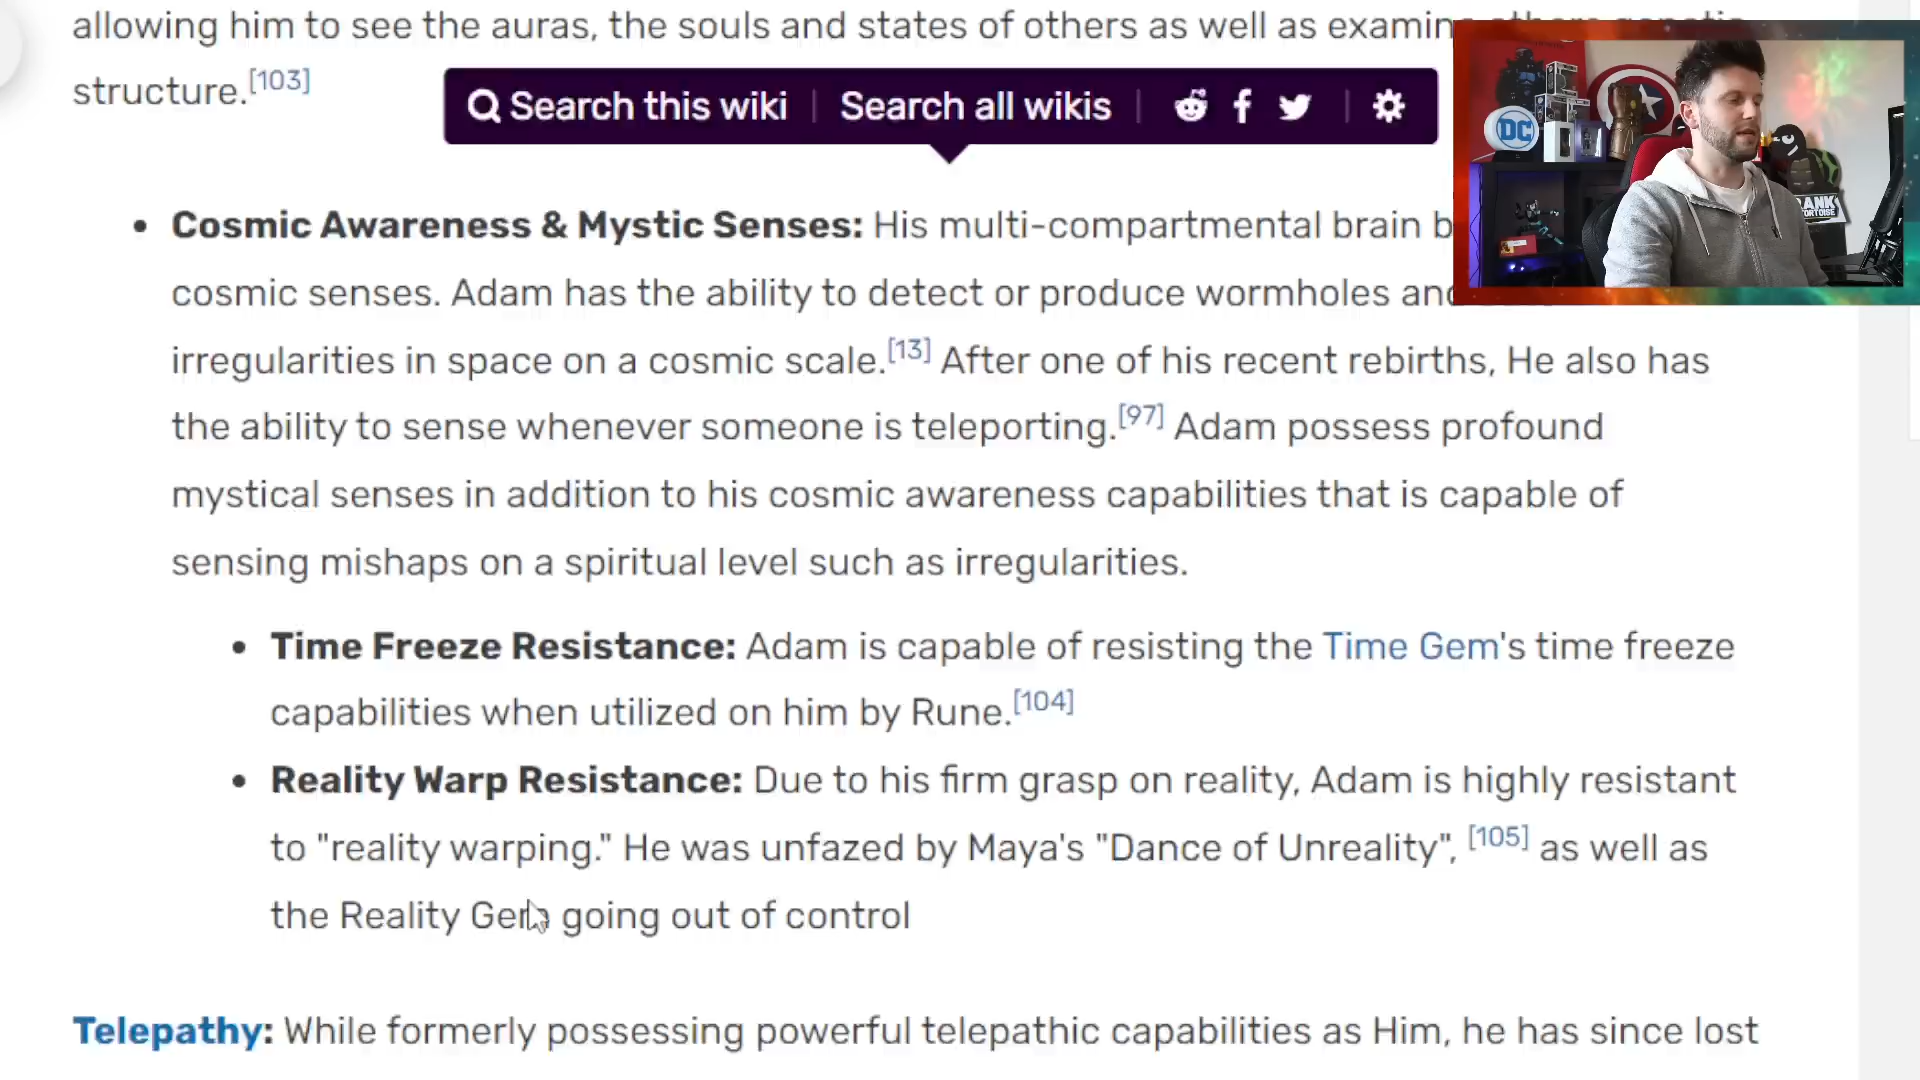 allowing him to see the auras, the souls and states of others as well as
structure.[103]
Search this wiki | Search all wikis
DC
• Cosmic Awareness & Mystic Senses: His multi-compartmental brain
cosmic senses. Adam has the ability to detect or produce wormholes
irregularities in space on a cosmic scale.[13] After one of his recent rebirths, He also has
the ability to sense whenever someone is teleporting.[97] Adam possess profound
mystical senses in addition to his cosmic awareness capabilities that is capable of
sensing mishaps on a spiritual level such as irregularities.
• Time Freeze Resistance: Adam is capable of resisting the Time Gem's time freeze
capabilities when utilized on him by Rune.[104]
• Reality Warp Resistance: Due to his firm grasp on reality, Adam is highly resistant
to "reality warping." He was unfazed by Maya's "Dance of Unreality", [105] as well as
the Reality Gem going out of control
Telepathy: While formerly possessing powerful telepathic capabilities as Him, he has since lost